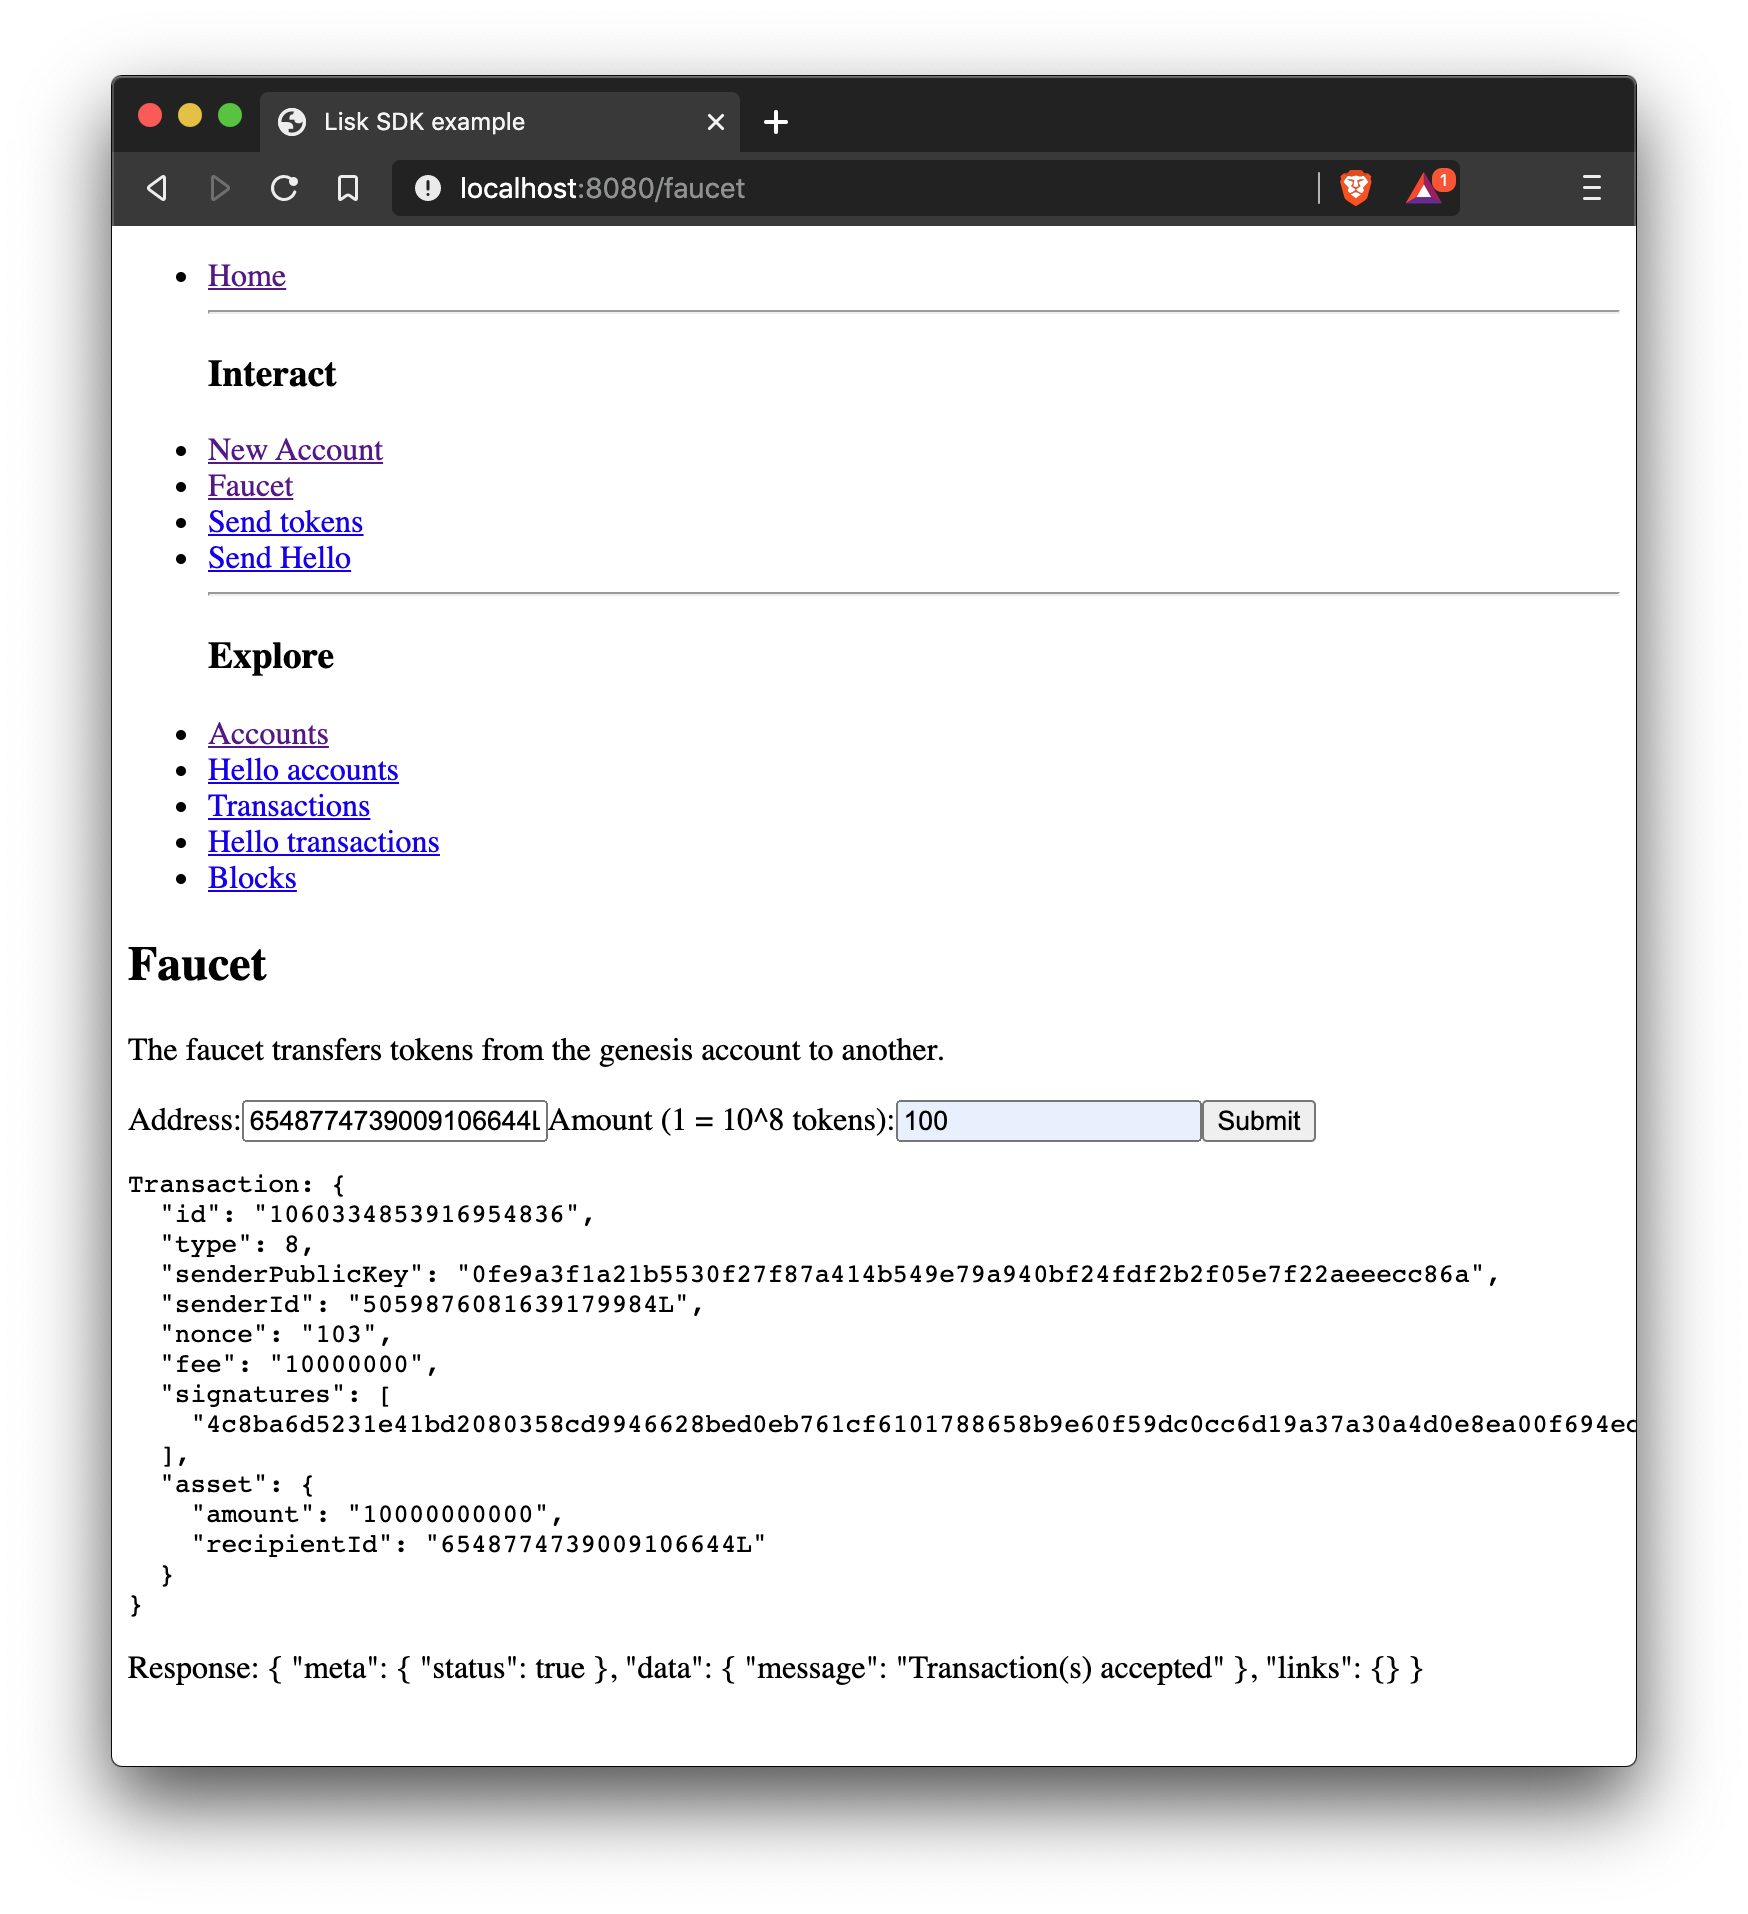 Lisk SDK example
localhost:8080/faucet
1
Home
Interact
New Account
Faucet
Send tokens
Send Hello
Explore
Accounts
Hello accounts
Transactions
Hello transactions
Blocks
Faucet
The faucet transfers tokens from the genesis account to another.
Address: 6548774739009106644L Amount (1 = 10^8 tokens): 100 Submit
Transaction: {
"id": "1060334853916954836",
"type": 8,
"senderPublicKey": "0fe9a3f1a21b5530f27f87a414b549e79a940bf24fdf2b2f05e7f22aeeecc86a",
"senderId": "5059876081639179984L",
"nonce": "103",
"fee": "10000000",
"signatures": [
"4c8ba6d5231e41bd2080358cd9946628bed0eb761cf6101788658b9e60f59dc0cc6d19a37a30a4d0e8ea00f694ec
],
"asset": {
"amount": "10000000000",
"recipientId": "6548774739009106644L"
}
}
Response: { "meta": { "status": true }, "data": { "message": "Transaction(s) accepted" }, "links": {} }